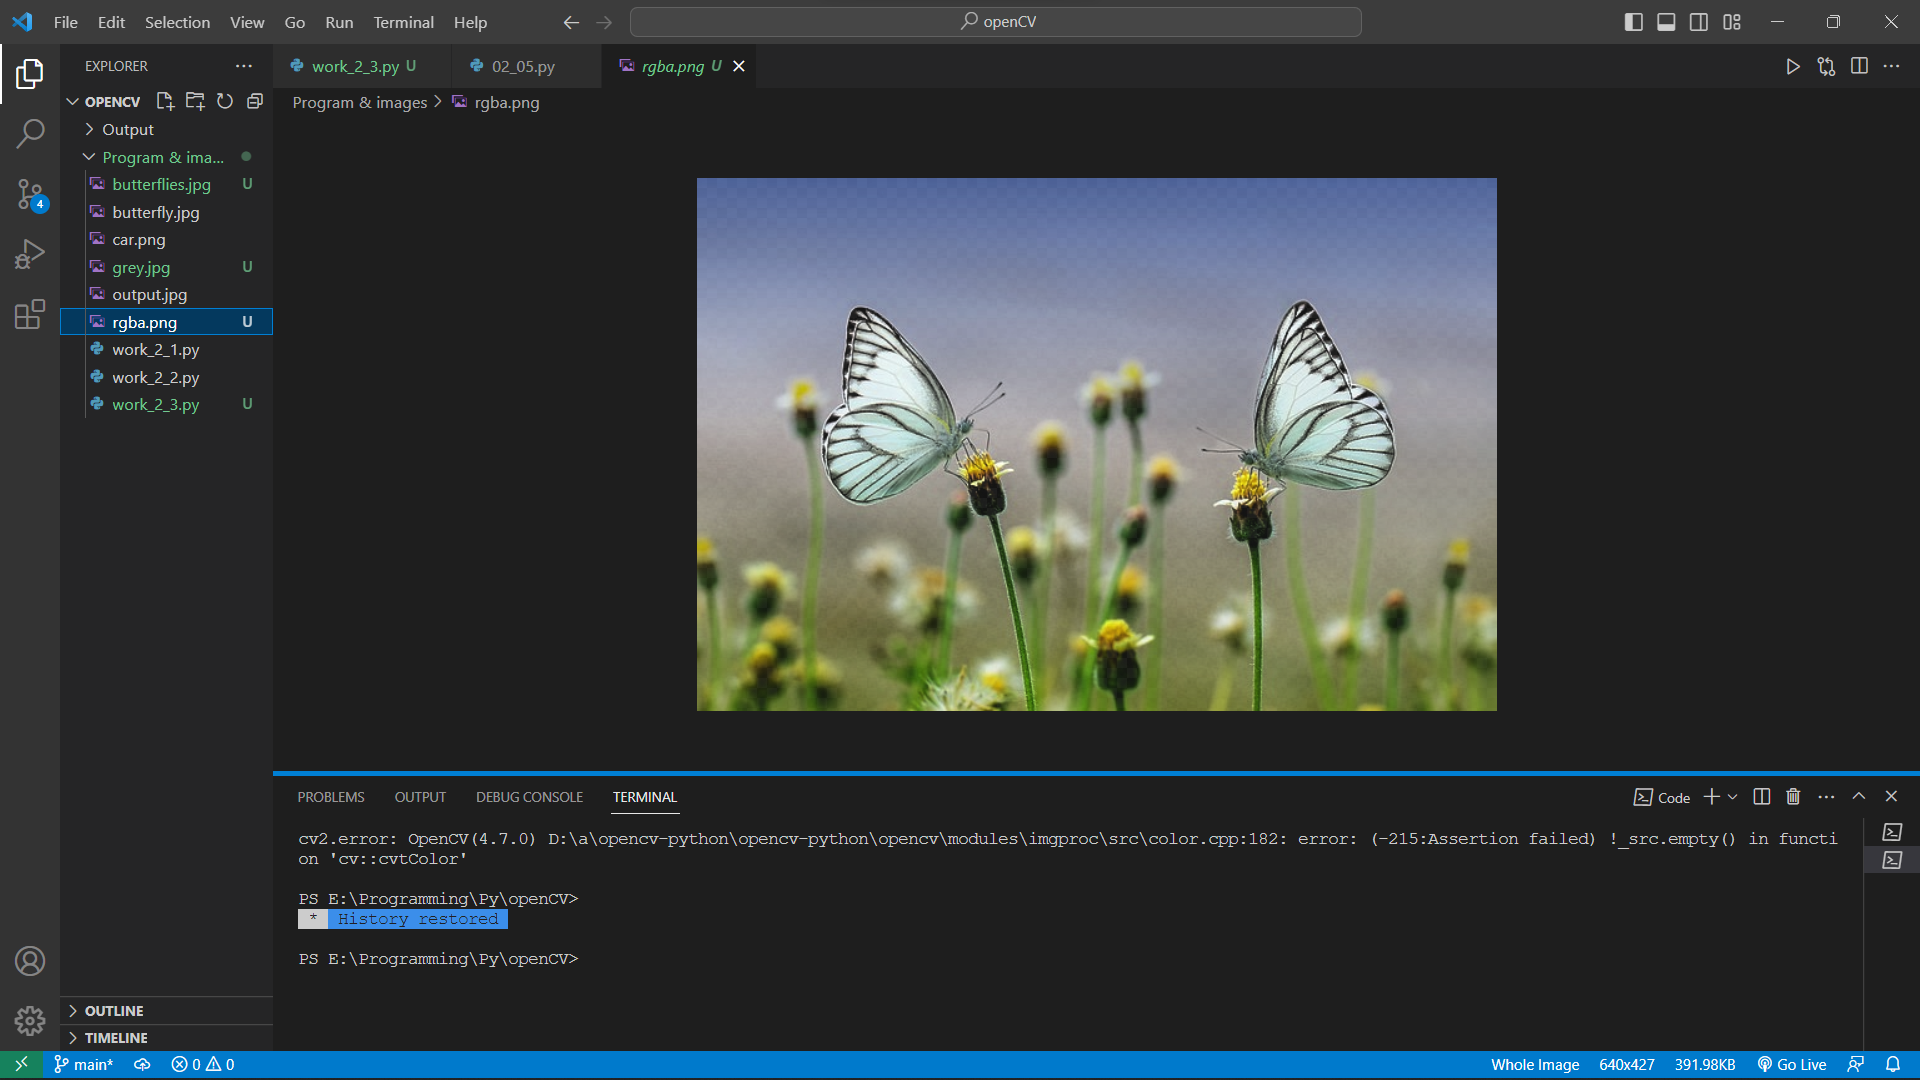 File Edit Selection View Go Run Terminal Help
openCV
EXPLORER
work_2_3.py U
02_05.py
rgba.png U
OPENCV
Program & images > rgba.png
Output
Program & ima...
butterflies.jpg U
butterfly.jpg
car.png
grey.jpg U
output.jpg
rgba.png U
work_2_1.py
work_2_2.py
work_2_3.py U
4
PROBLEMS OUTPUT DEBUG CONSOLE TERMINAL
Code
cv2.error: OpenCV(4.7.0) D:\a\opencv-python\opencv-python\opencv\modules\imgproc\src\color.cpp:182: error: (-215:Assertion failed) !_src.empty() in functi
on 'cv::cvtColor'
PS E:\Programming\Py\openCV>
* History restored
PS E:\Programming\Py\openCV>
OUTLINE
TIMELINE
main* 0 0
Whole Image 640x427 391.98KB Go Live